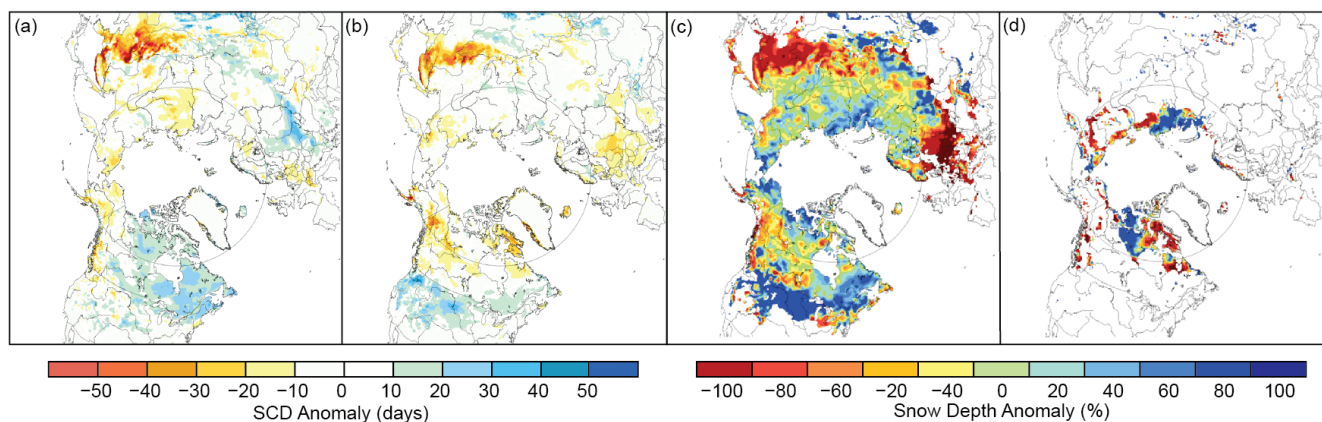 (a) (b) (c) (d)
−50 −40 −30 −20 −10 0 10 20 30 40 50
SCD Anomaly (days)
−100 −80 −60 −20 −40 0 20 40 60 80 100
Snow Depth Anomaly (%)